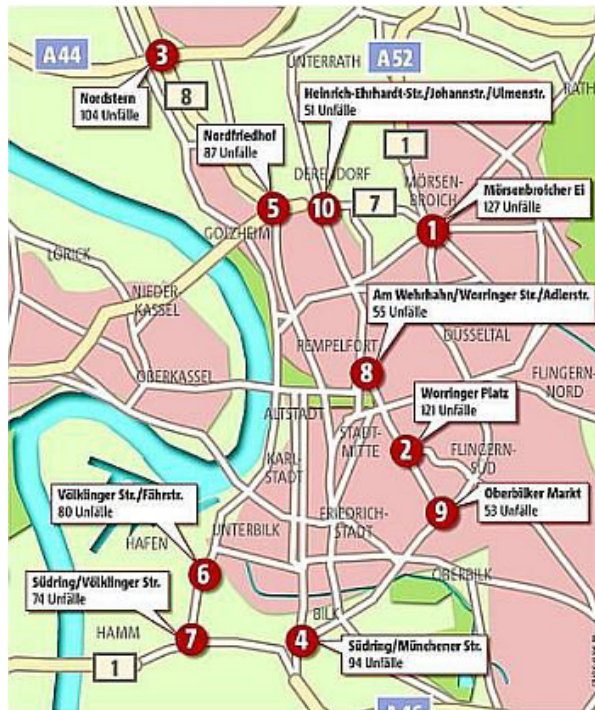 A44
3
UNTERRATH
A52
RATH
Nordstern
104 Unfälle
8
Heinrich-Ehrhardt-Str./Johannstr./Ulmenstr.
51 Unfälle
Nordfriedhof
87 Unfälle
1
DERENDORF
MÖRSEN-
BROICH
Mörsenbroicher Ei
127 Unfälle
5
10
7
1
GOLZHEIM
LÖRICK
NIEDER-
KASSEL
Am Wehrhahn/Worringer Str./Adlerstr.
55 Unfälle
PEMPELFORT
DÜSSELTAL
OBERKASSEL
8
FLINGERN-
NORD
ALTSTADT
Worringer Platz
121 Unfälle
STADT-
MITTE
2
FLINGERN-
SÜD
KARL-
STADT
Völklinger Str./Fährstr.
80 Unfälle
Oberbilker Markt
53 Unfälle
9
FRIEDRICH-
STADT
UNTERBILK
HAFEN
6
OBERBILK
Südring/Völklinger Str.
74 Unfälle
BILK
HAMM
7
4
Südring/Münchener Str.
94 Unfälle
1
A46